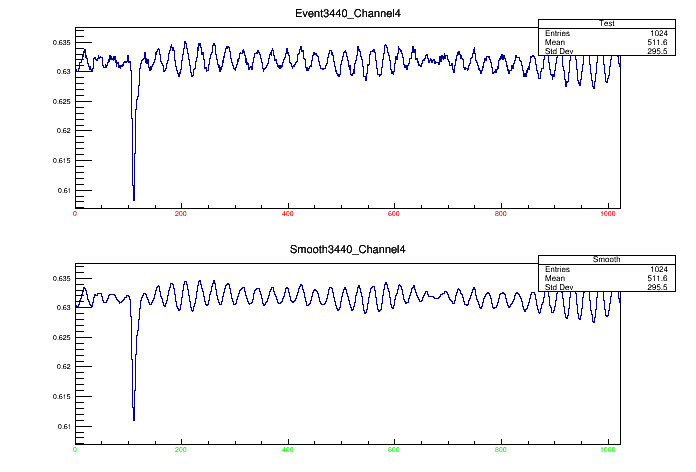 Event3440_Channel4
Test
Entries 1024
Mean 511.6
Std Dev 295.5
0.635
0.63
0.625
0.62
0.615
0.61
0 200 400 600 800 1000
Smooth3440_Channel4
Smooth
Entries 1024
Mean 511.6
Std Dev 295.5
0.635
0.63
0.625
0.62
0.615
0.61
0 200 400 600 800 1000